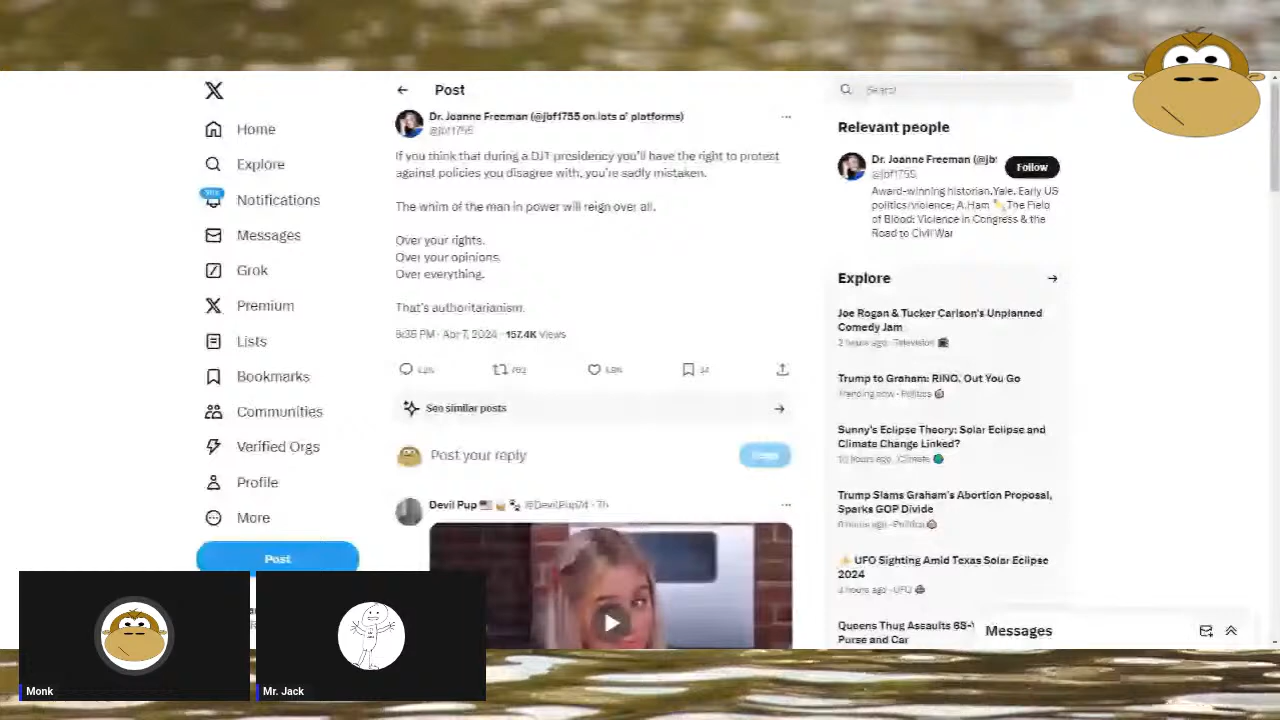 Post
Search
Dr. Joanne Freeman (@jbf1755 on lots o' platforms)
@jbf1755
If you think that during a DJT presidency you'll have the right to protest
against policies you disagree with, you're sadly mistaken.
The whim of the man in power will reign over all.
Over your rights.
Over your opinions.
Over everything.
That's authoritarianism.
Apr 7, 2024 · 157.4K Views
See similar posts
Post your reply
Devil Pup
@DevilPup74 · 7h
Home
Explore
Notifications
Messages
Grok
Premium
Lists
Bookmarks
Communities
Verified Orgs
Profile
More
Post
Relevant people
Dr. Joanne Freeman (@jb
@jbf1755
Follow
Award-winning historian.Yale. Early US
politics/violence; A.Ham The Field
of Blood: Violence in Congress & the
Road to Civil War
Explore
Joe Rogan & Tucker Carlson's Unplanned
Comedy Jam
2 hours ago · Television
Trump to Graham: RINO, Out You Go
Trending now · Politics
Sunny's Eclipse Theory: Solar Eclipse and
Climate Change Linked?
hours ago · Climate
Trump Slams Graham's Abortion Proposal,
Sparks GOP Divide
hours ago · Politics
UFO Sighting Amid Texas Solar Eclipse
2024
hours ago · UFO
Queens Thug Assaults 68-
Purse and Car
Messages
Monk
Mr. Jack